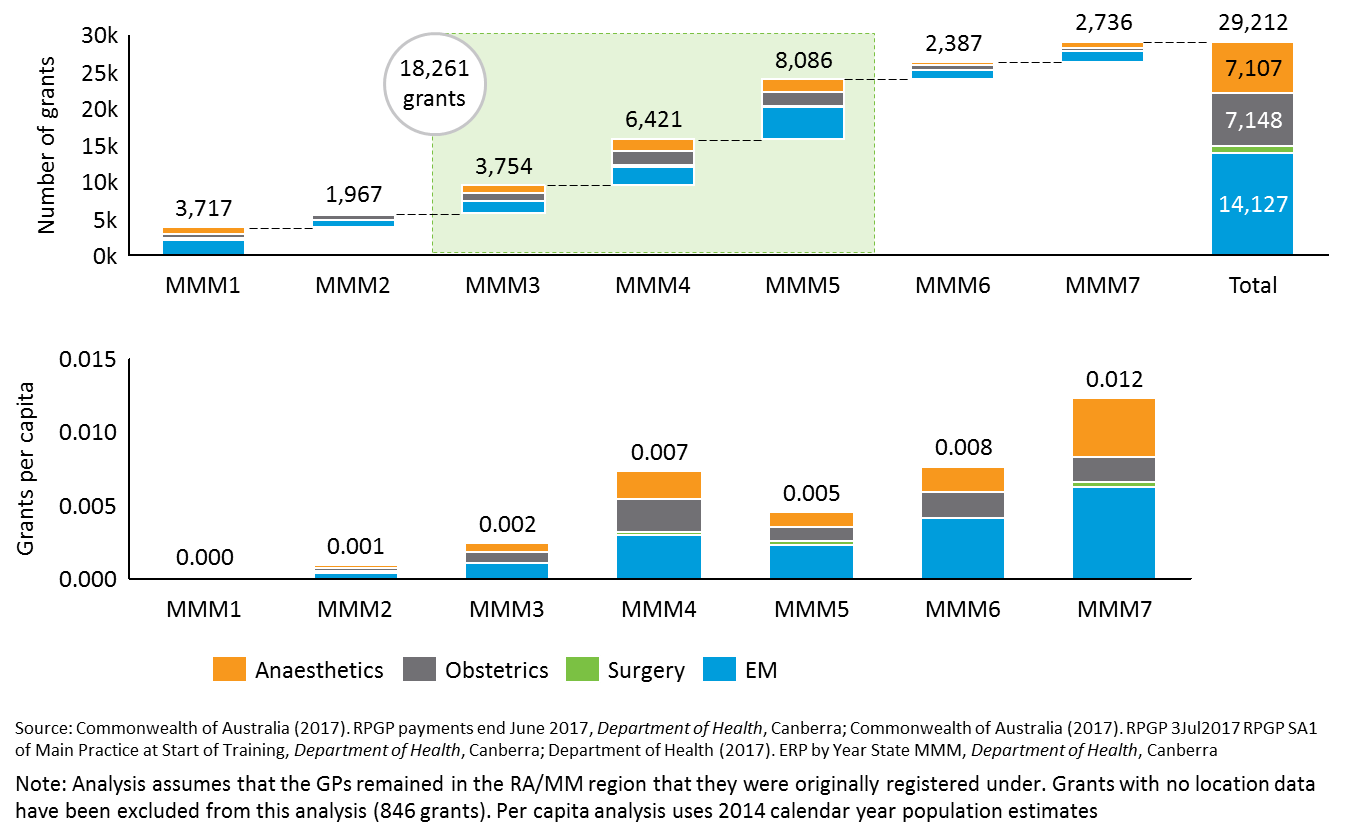 Number of grants
30k
25k
20k
15k
10k
5k
0k
18,261
grants
3,717
1,967
3,754
6,421
8,086
2,387
2,736
29,212
7,107
7,148
14,127
MMM1
MMM2
MMM3
MMM4
MMM5
MMM6
MMM7
Total
Grants per capita
0.015
0.010
0.005
0.000
0.000
0.001
0.002
0.007
0.005
0.008
0.012
MMM1
MMM2
MMM3
MMM4
MMM5
MMM6
MMM7
Anaesthetics
Obstetrics
Surgery
EM
Source: Commonwealth of Australia (2017). RPGP payments end June 2017, Department of Health, Canberra; Commonwealth of Australia (2017). RPGP 3Jul2017 RPGP SA1
of Main Practice at Start of Training, Department of Health, Canberra; Department of Health (2017). ERP by Year State MMM, Department of Health, Canberra
Note: Analysis assumes that the GPs remained in the RA/MM region that they were originally registered under. Grants with no location data
have been excluded from this analysis (846 grants). Per capita analysis uses 2014 calendar year population estimates